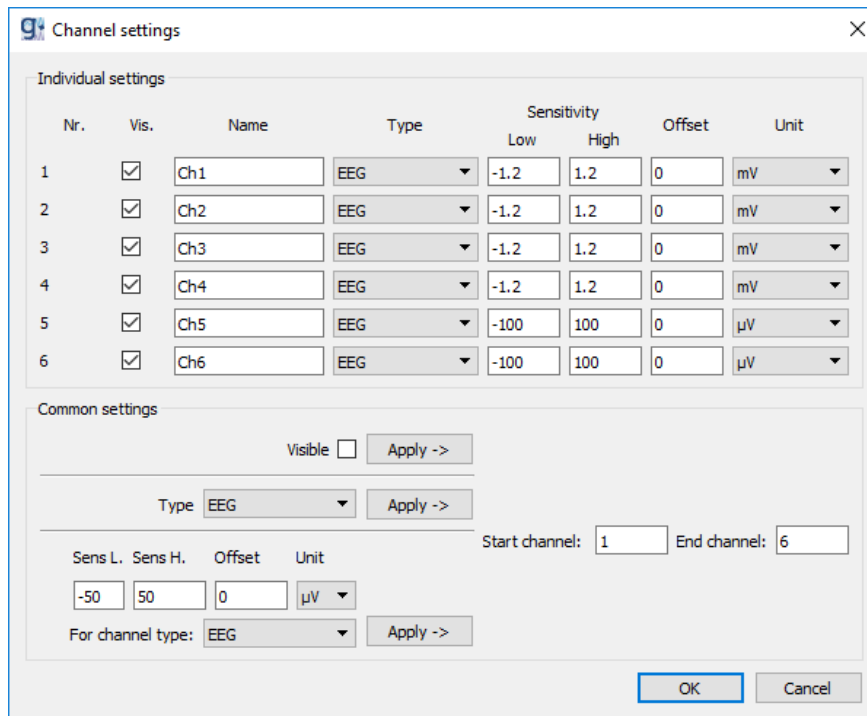 g Channel settings
Individual settings
Sensitivity
Nr. Vis. Name Type Low High Offset Unit
1 Ch1 EEG -1.2 1.2 0 mV
2 Ch2 EEG -1.2 1.2 0 mV
3 Ch3 EEG -1.2 1.2 0 mV
4 Ch4 EEG -1.2 1.2 0 mV
5 Ch5 EEG -100 100 0 µV
6 Ch6 EEG -100 100 0 µV
Common settings
Visible Apply ->
Type EEG Apply ->
Start channel: 1 End channel: 6
Sens L. Sens H. Offset Unit
-50 50 0 µV
For channel type: EEG Apply ->
OK Cancel